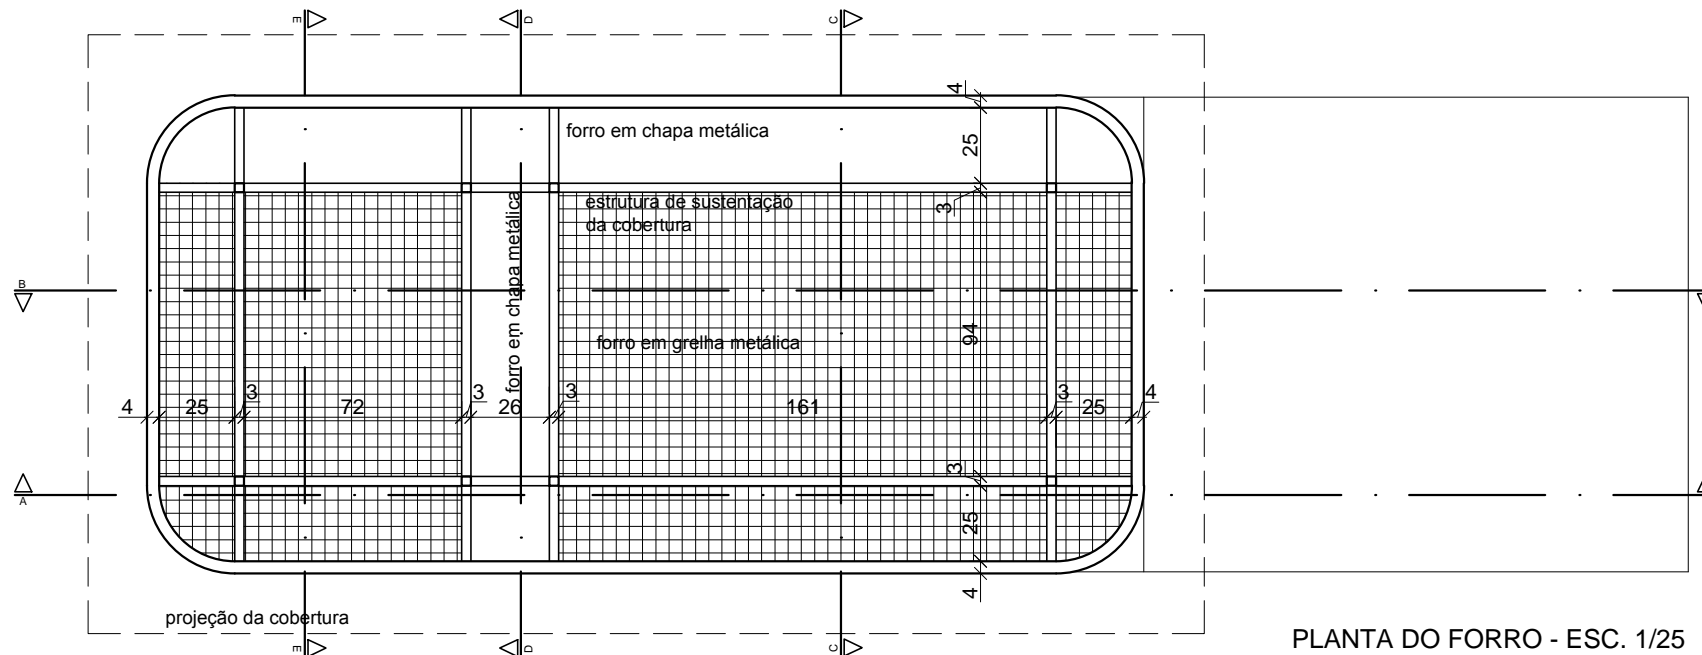 E
D
C
4
forro em chapa metálica
25
estrutura de sustentação
da cobertura
3
forro em chapa metálica
B
94
forro em grelha metálica
4
25
3
72
3
26
3
161
3
25
4
3
A
25
4
projeção da cobertura
E
D
C
PLANTA DO FORRO - ESC. 1/25